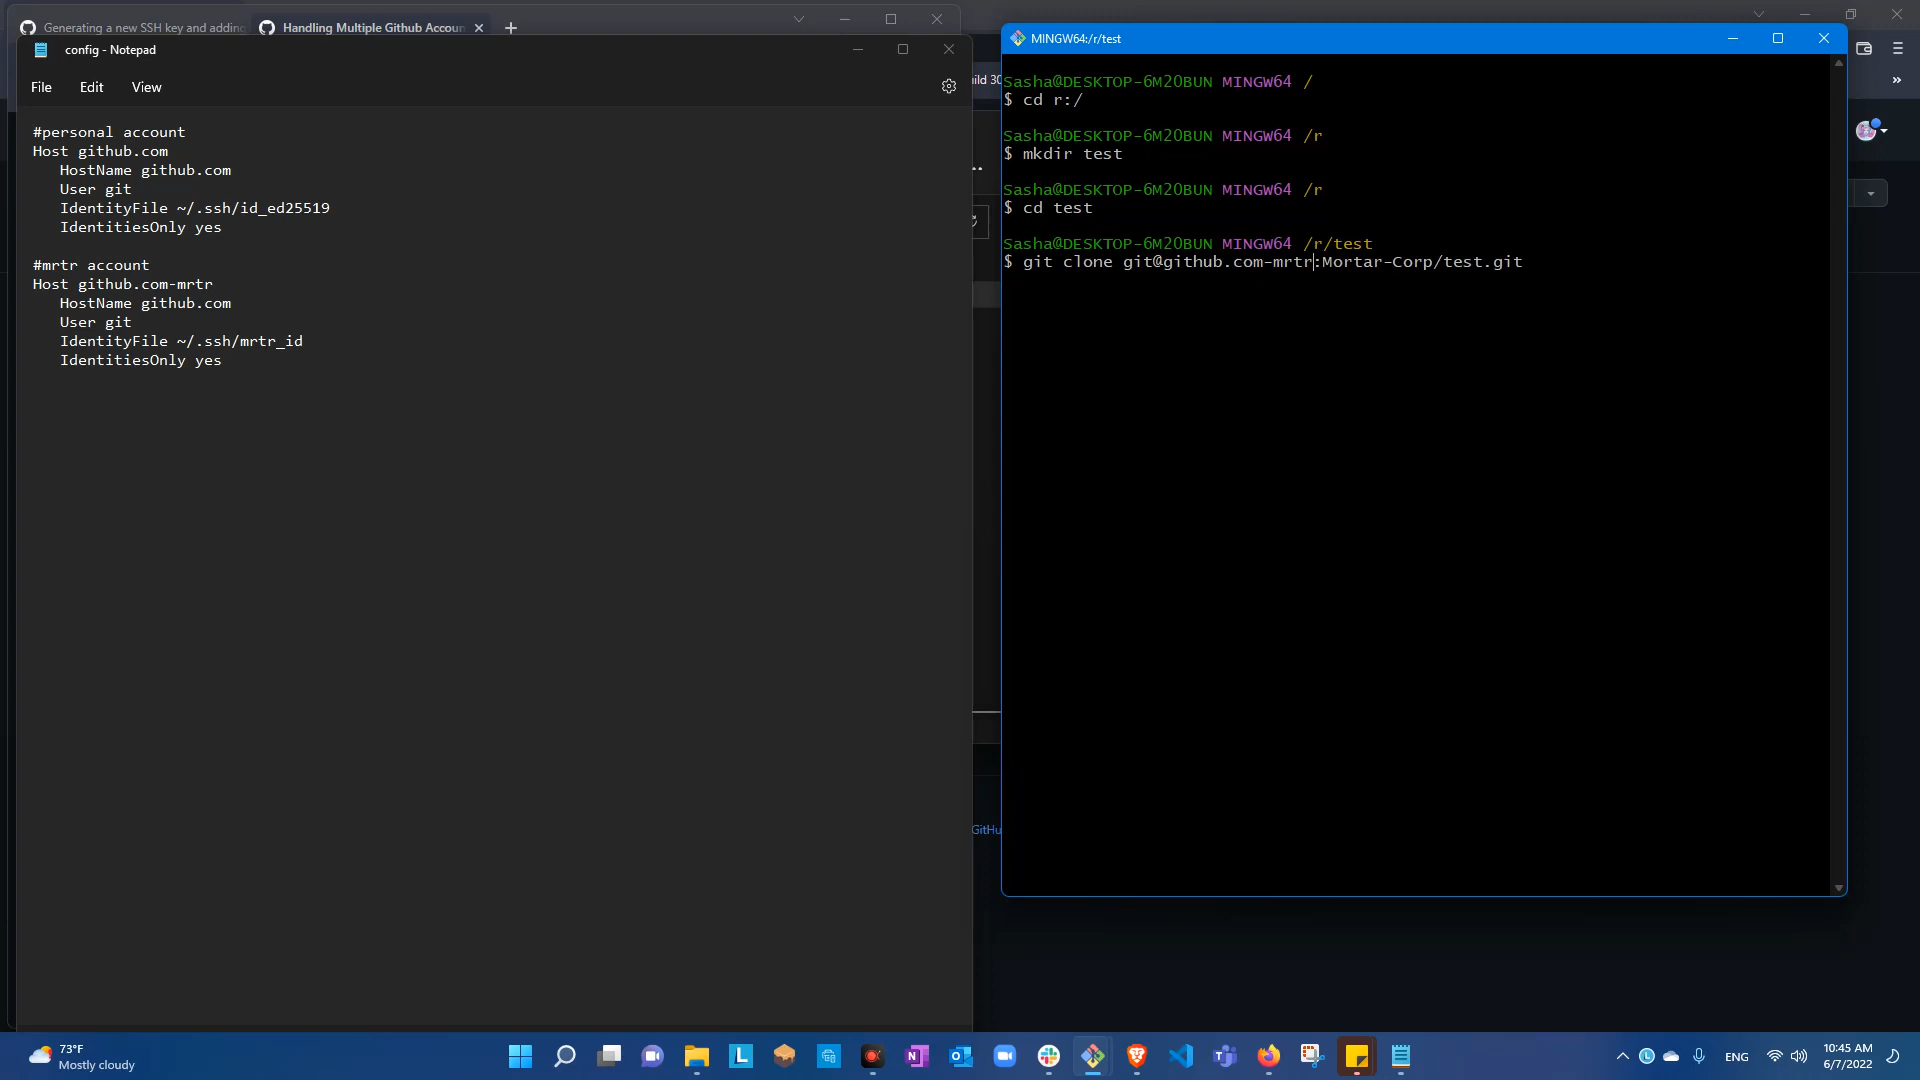 Generating a new SSH key and adding
Handling Multiple Github Accoun
config - Notepad
File Edit View
#personal account
Host github.com
HostName github.com
User git
IdentityFile ~/.ssh/id_ed25519
IdentitiesOnly yes
#mrtr account
Host github.com-mrtr
HostName github.com
User git
IdentityFile ~/.ssh/mrtr_id
IdentitiesOnly yes
ild 30
GitHu
MINGW64:/r/test
Sasha@DESKTOP-6M2OBUN MINGW64 /
$ cd r:/
Sasha@DESKTOP-6M2OBUN MINGW64 /r
$ mkdir test
Sasha@DESKTOP-6M2OBUN MINGW64 /r
$ cd test
Sasha@DESKTOP-6M2OBUN MINGW64 /r/test
$ git clone git@github.com-mrtr:Mortar-Corp/test.git
73°F
Mostly cloudy
ENG
10:45 AM
6/7/2022